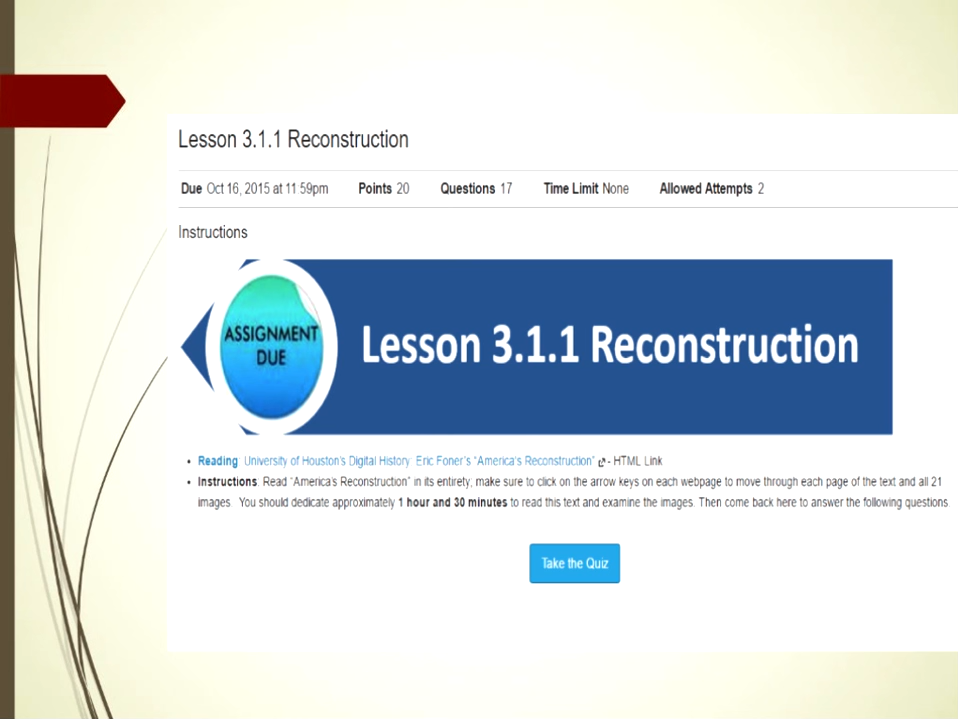 Lesson 3.1.1 Reconstruction
Due Oct 16, 2015 at 11:59pm Points 20 Questions 17 Time Limit None Allowed Attempts 2
Instructions
ASSIGNMENT
DUE
Lesson 3.1.1 Reconstruction
• Reading: University of Houston's Digital History: Eric Foner's "America's Reconstruction" - HTML Link
• Instructions: Read "America's Reconstruction" in its entirety; make sure to click on the arrow keys on each webpage to move through each page of the text and all 21
images. You should dedicate approximately 1 hour and 30 minutes to read this text and examine the images. Then come back here to answer the following questions.
Take the Quiz